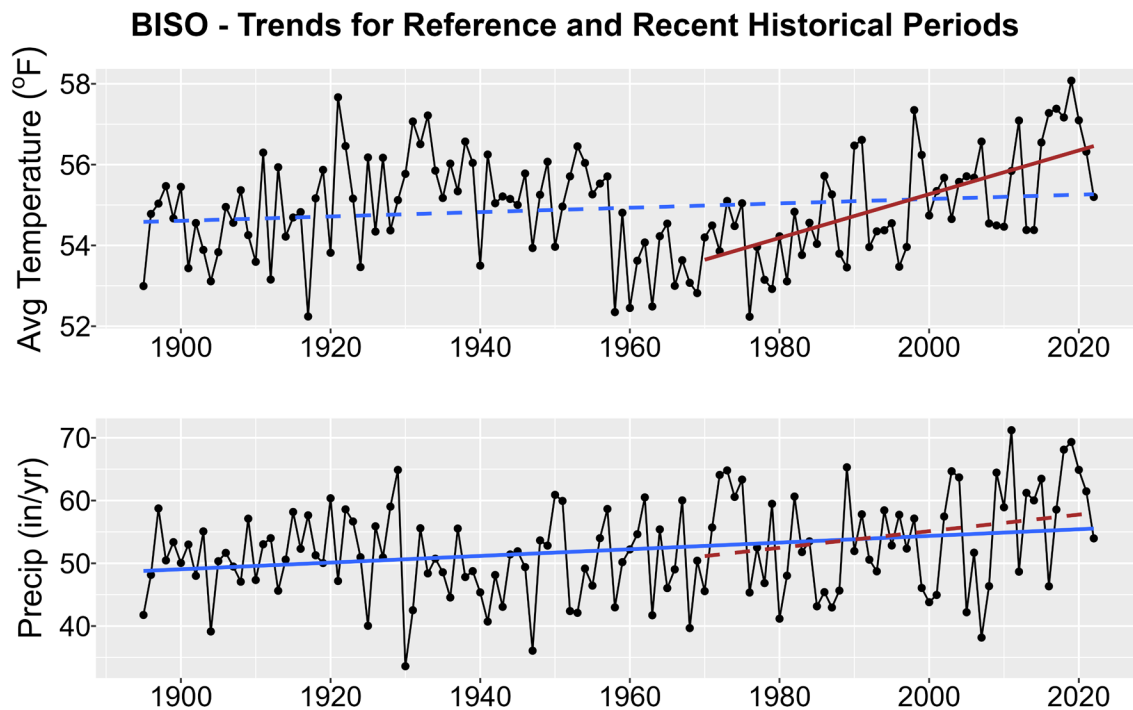 BISO - Trends for Reference and Recent Historical Periods
Avg Temperature (°F)
58
56
54
52
1900 1920 1940 1960 1980 2000 2020
Precip (in/yr)
70
60
50
40
1900 1920 1940 1960 1980 2000 2020